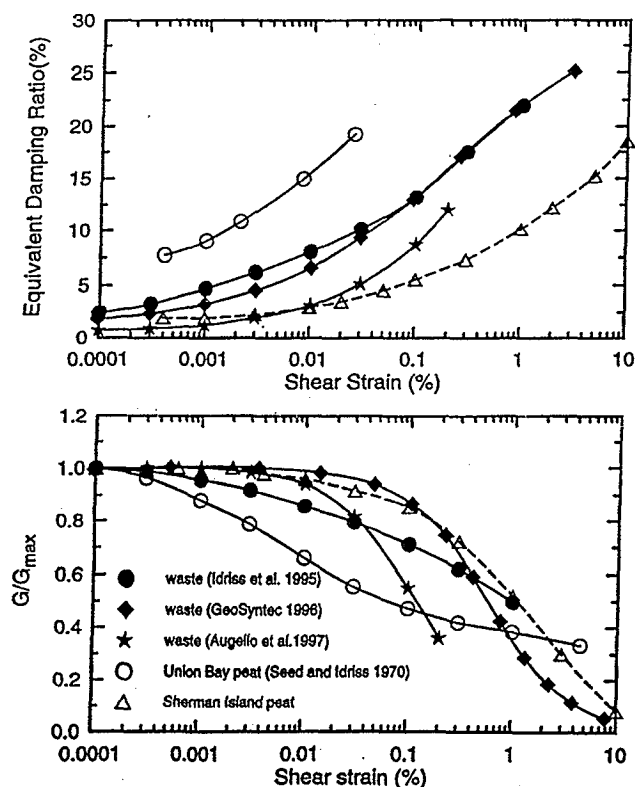 30
25
20
15
10
5
0
Equivalent Damping Ratio(%)
0.0001 0.001 0.01 0.1 1 10
Shear Strain (%)
1.2
1.0
0.8
0.6
0.4
0.2
0.0
G/Gmax
waste (Idriss et al. 1995)
waste (GeoSyntec 1996)
waste (Augello et al.1997)
Union Bay peat (Seed and Idriss 1970)
Sherman Island peat
0.0001 0.001 0.01 0.1 1 10
Shear strain (%)